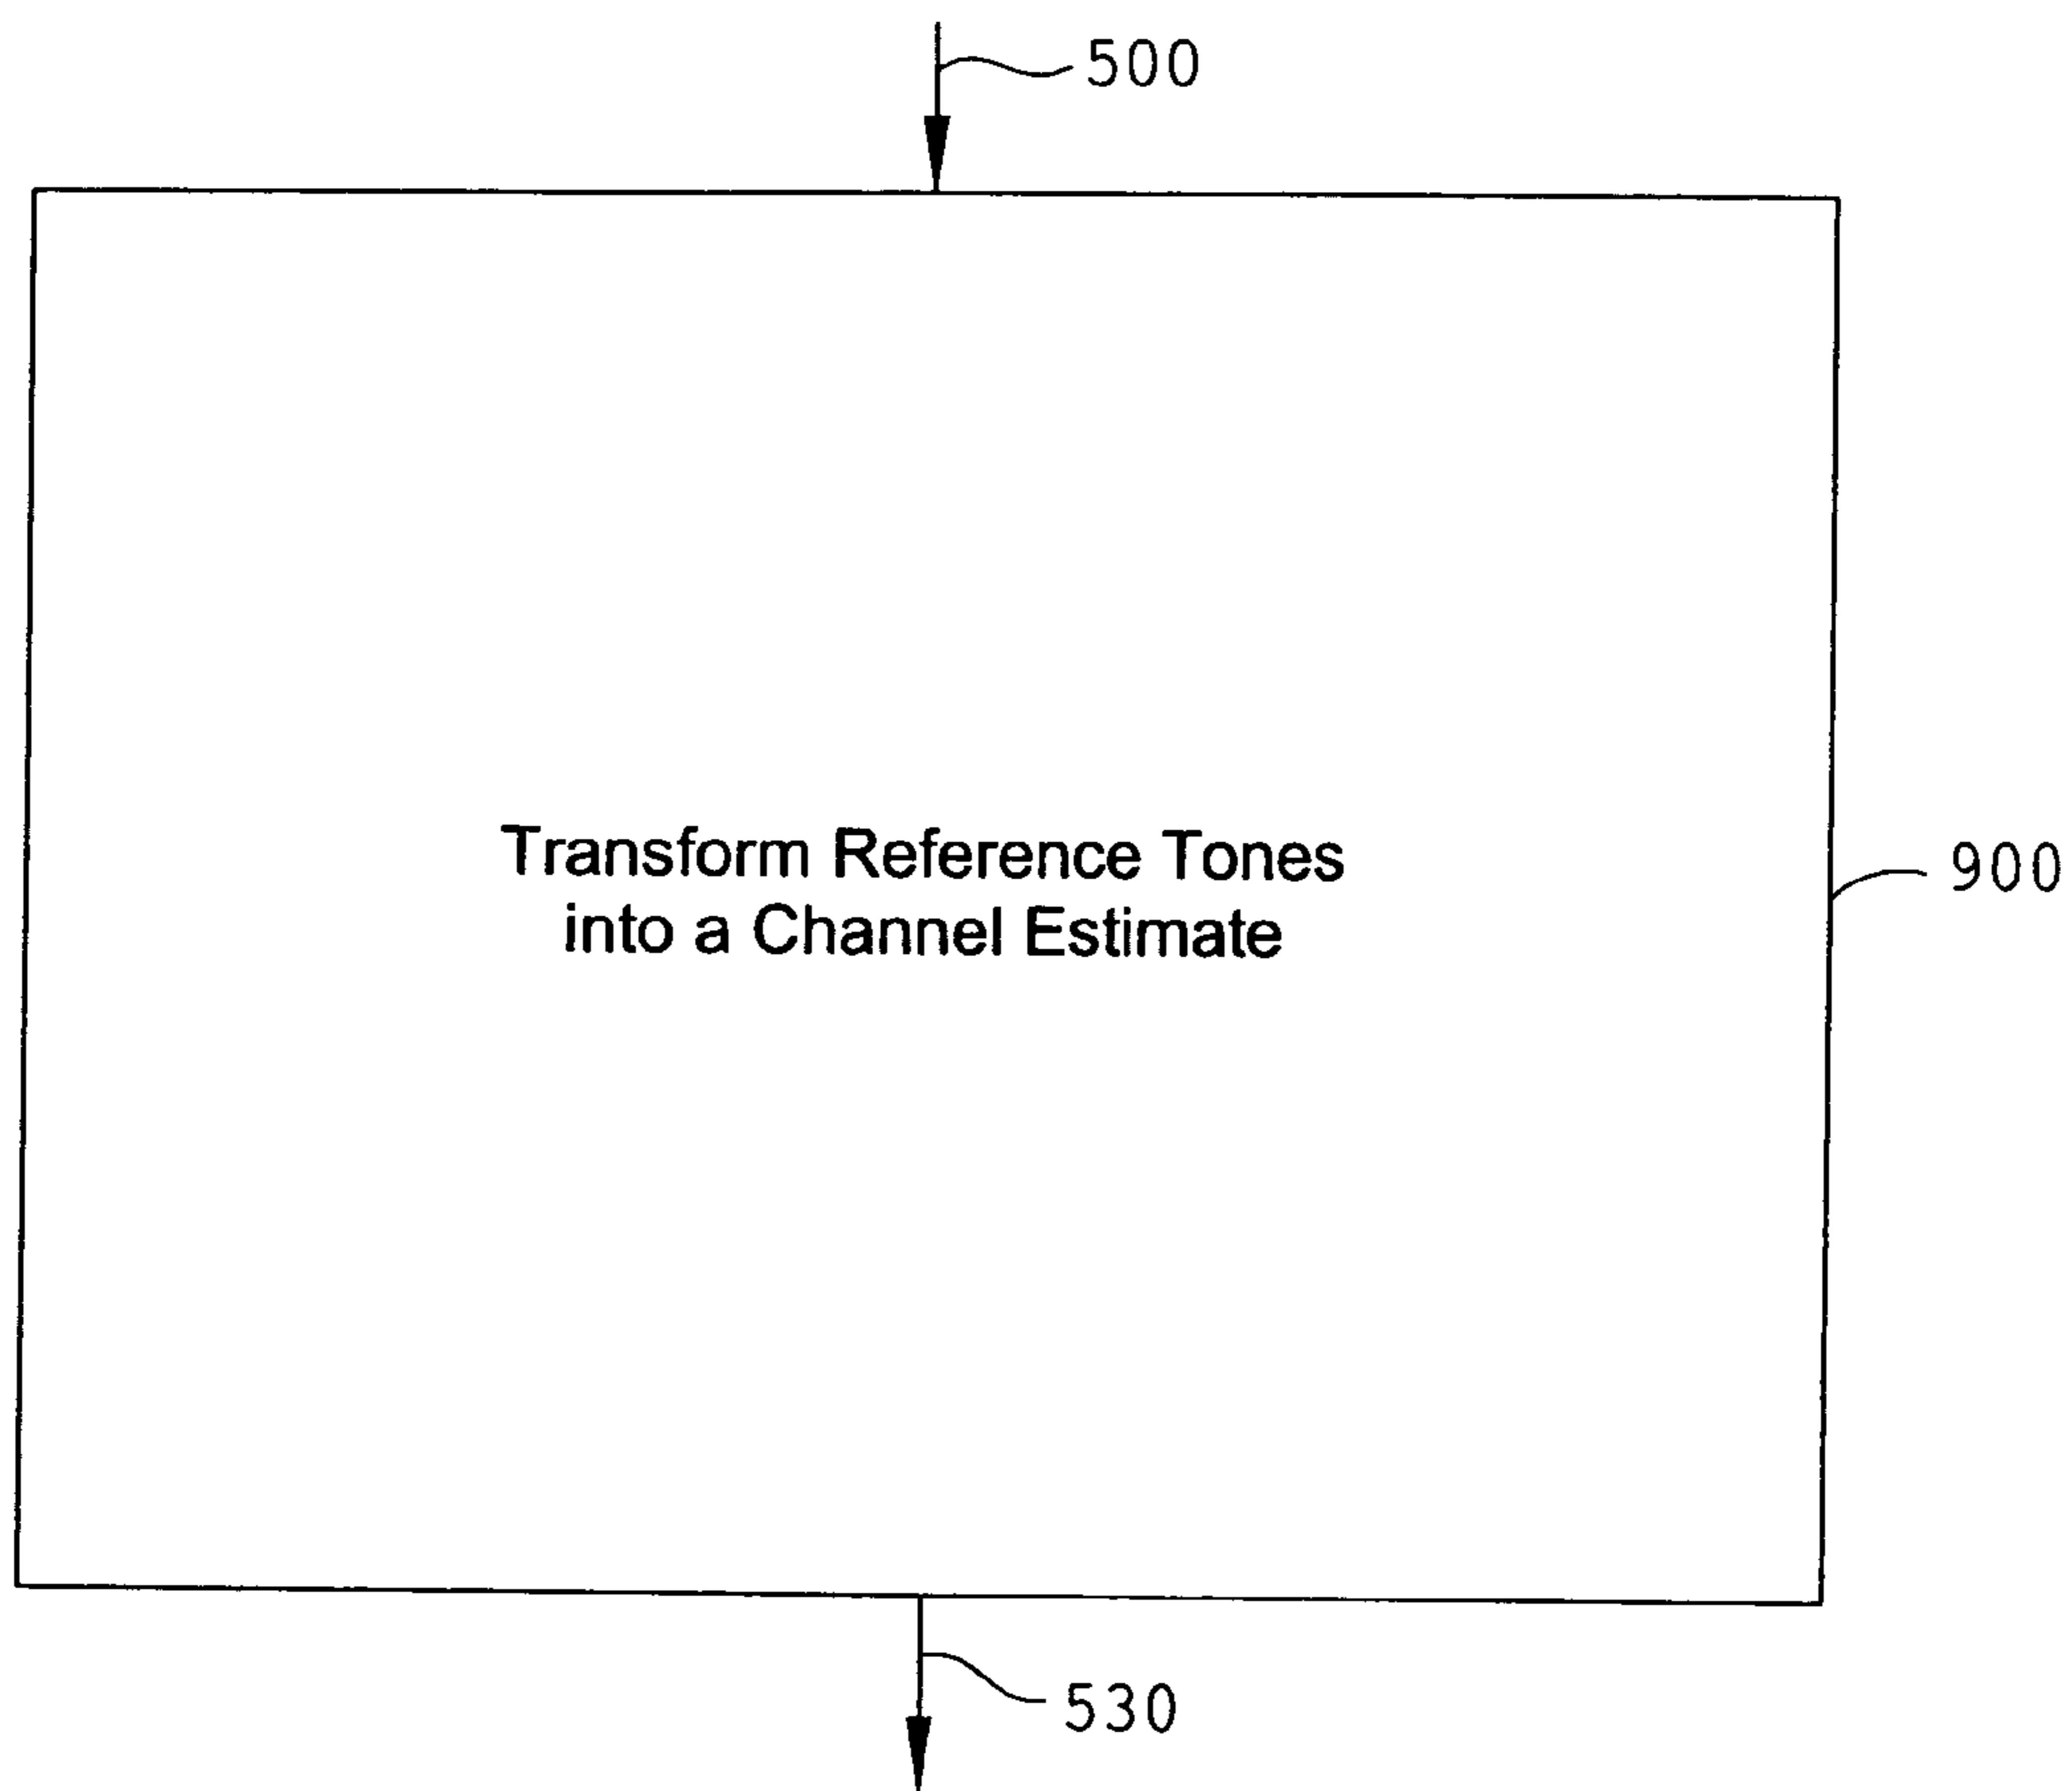 500
Transform Reference Tones
into a Channel Estimate
900
530